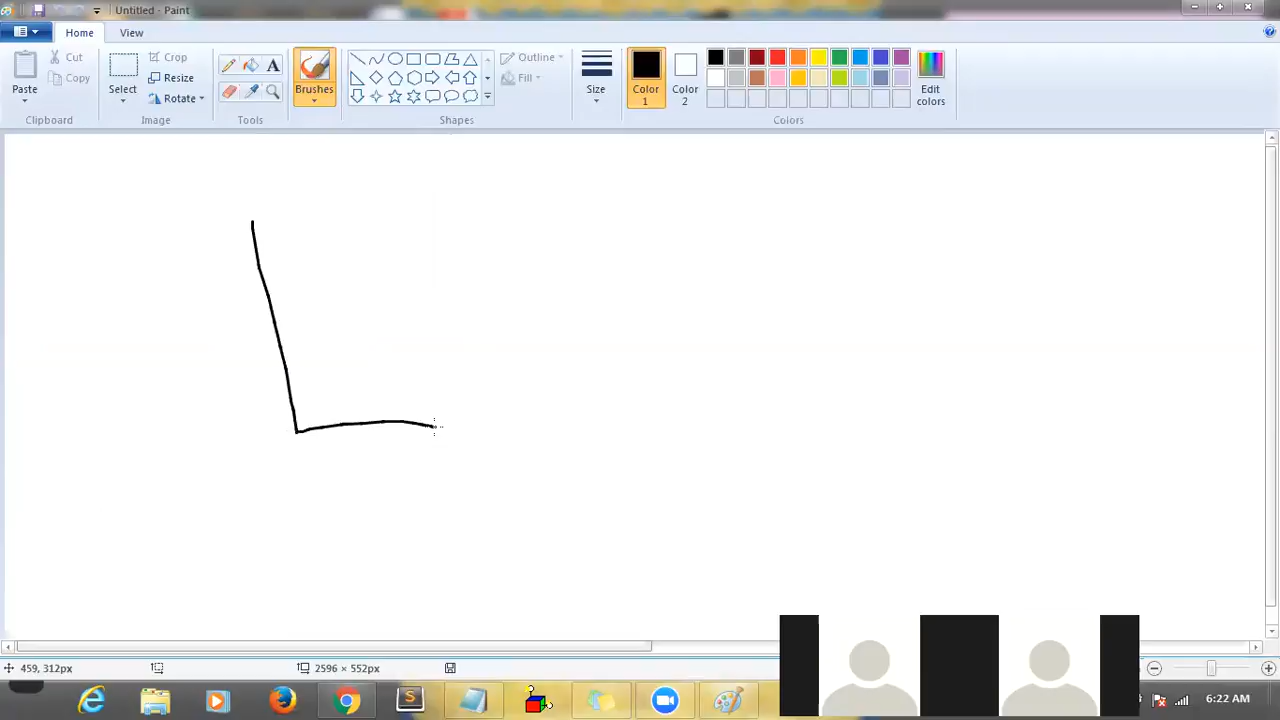 Untitled - Paint
Home View
Cut
Copy
Paste
Clipboard
Crop
Resize
Rotate
Select
Image
Tools
Brushes
Outline
Fill
Shapes
Size
Color 1
Color 2
Edit colors
Colors
459, 312px
2596 × 552px
6:22 AM